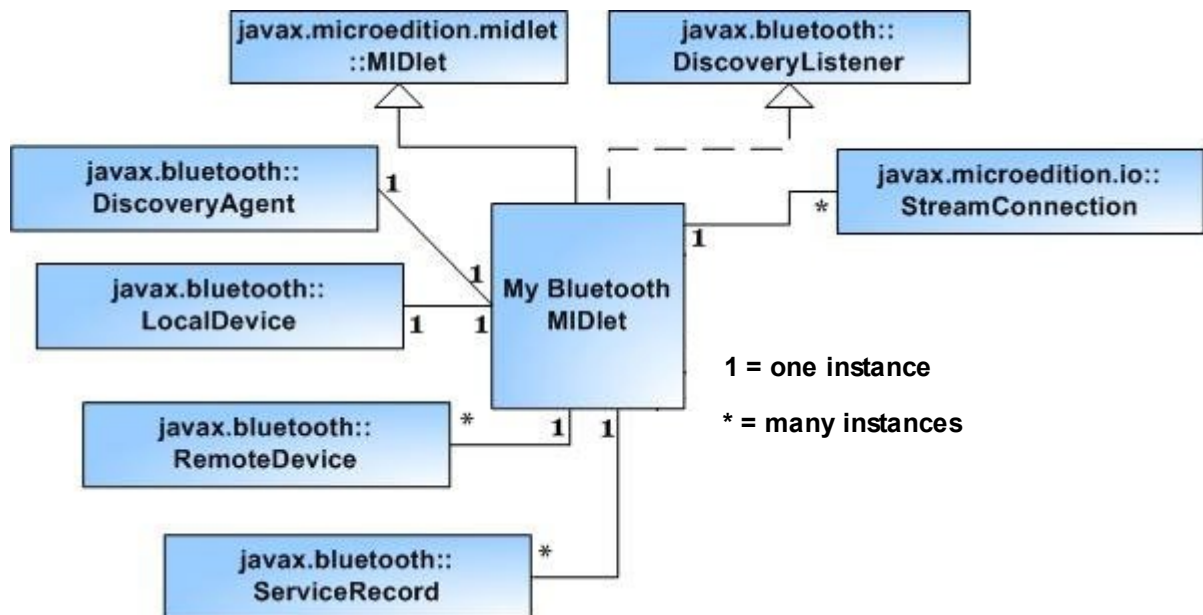 javax.microedition.midlet
::MIDlet
javax.bluetooth::
DiscoveryListener
javax.bluetooth::
DiscoveryAgent
1
javax.microedition.io::
StreamConnection
*
1
1
My Bluetooth
MIDlet
javax.bluetooth::
LocalDevice
1
1
1 = one instance
* = many instances
javax.bluetooth::
RemoteDevice
*
1
1
javax.bluetooth::
ServiceRecord
*